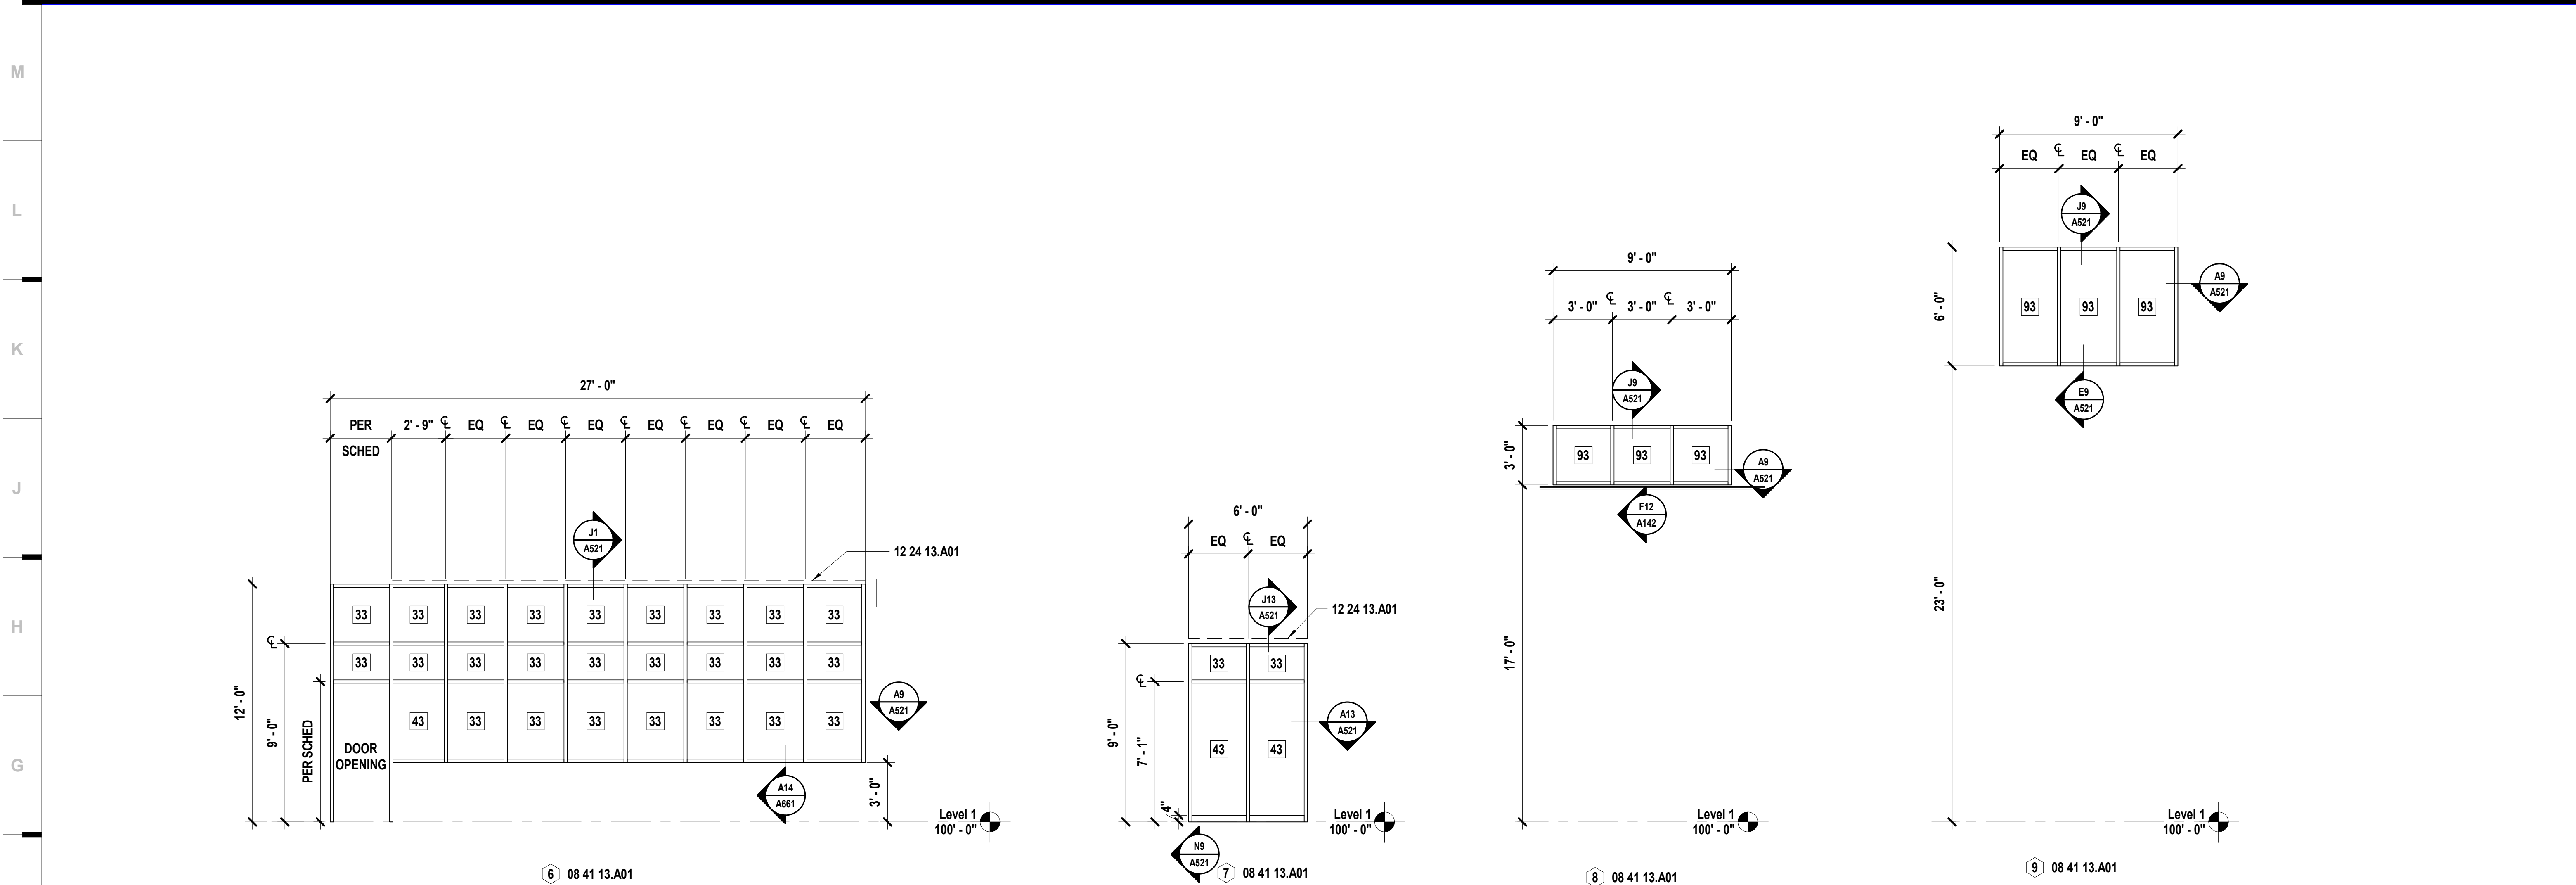 M
L
K
J
H
G
27' - 0"
PER
SCHED
2' - 9" ℄ EQ ℄ EQ ℄ EQ ℄ EQ ℄ EQ ℄ EQ ℄ EQ
J1
A521
12 24 13.A01
33 33 33 33 33 33 33 33 33
℄
33 33 33 33 33 33 33 33 33
43 33 33 33 33 33 33 33
A9
A521
DOOR
OPENING
12' - 0"
9' - 0"
PER SCHED
A14
A661
3' - 0"
Level 1
100' - 0"
6 08 41 13.A01
6' - 0"
EQ ℄ EQ
J13
A521
12 24 13.A01
33 33
℄
43 43
A13
A521
9' - 0"
7' - 1"
4"
N9
A521
Level 1
100' - 0"
7 08 41 13.A01
9' - 0"
3' - 0" ℄ 3' - 0" ℄ 3' - 0"
J9
A521
3' - 0"
93 93 93
A9
A521
F12
A142
17' - 0"
Level 1
100' - 0"
8 08 41 13.A01
9' - 0"
EQ ℄ EQ ℄ EQ
J9
A521
6' - 0"
93 93 93
A9
A521
E9
A521
23' - 0"
Level 1
100' - 0"
9 08 41 13.A01